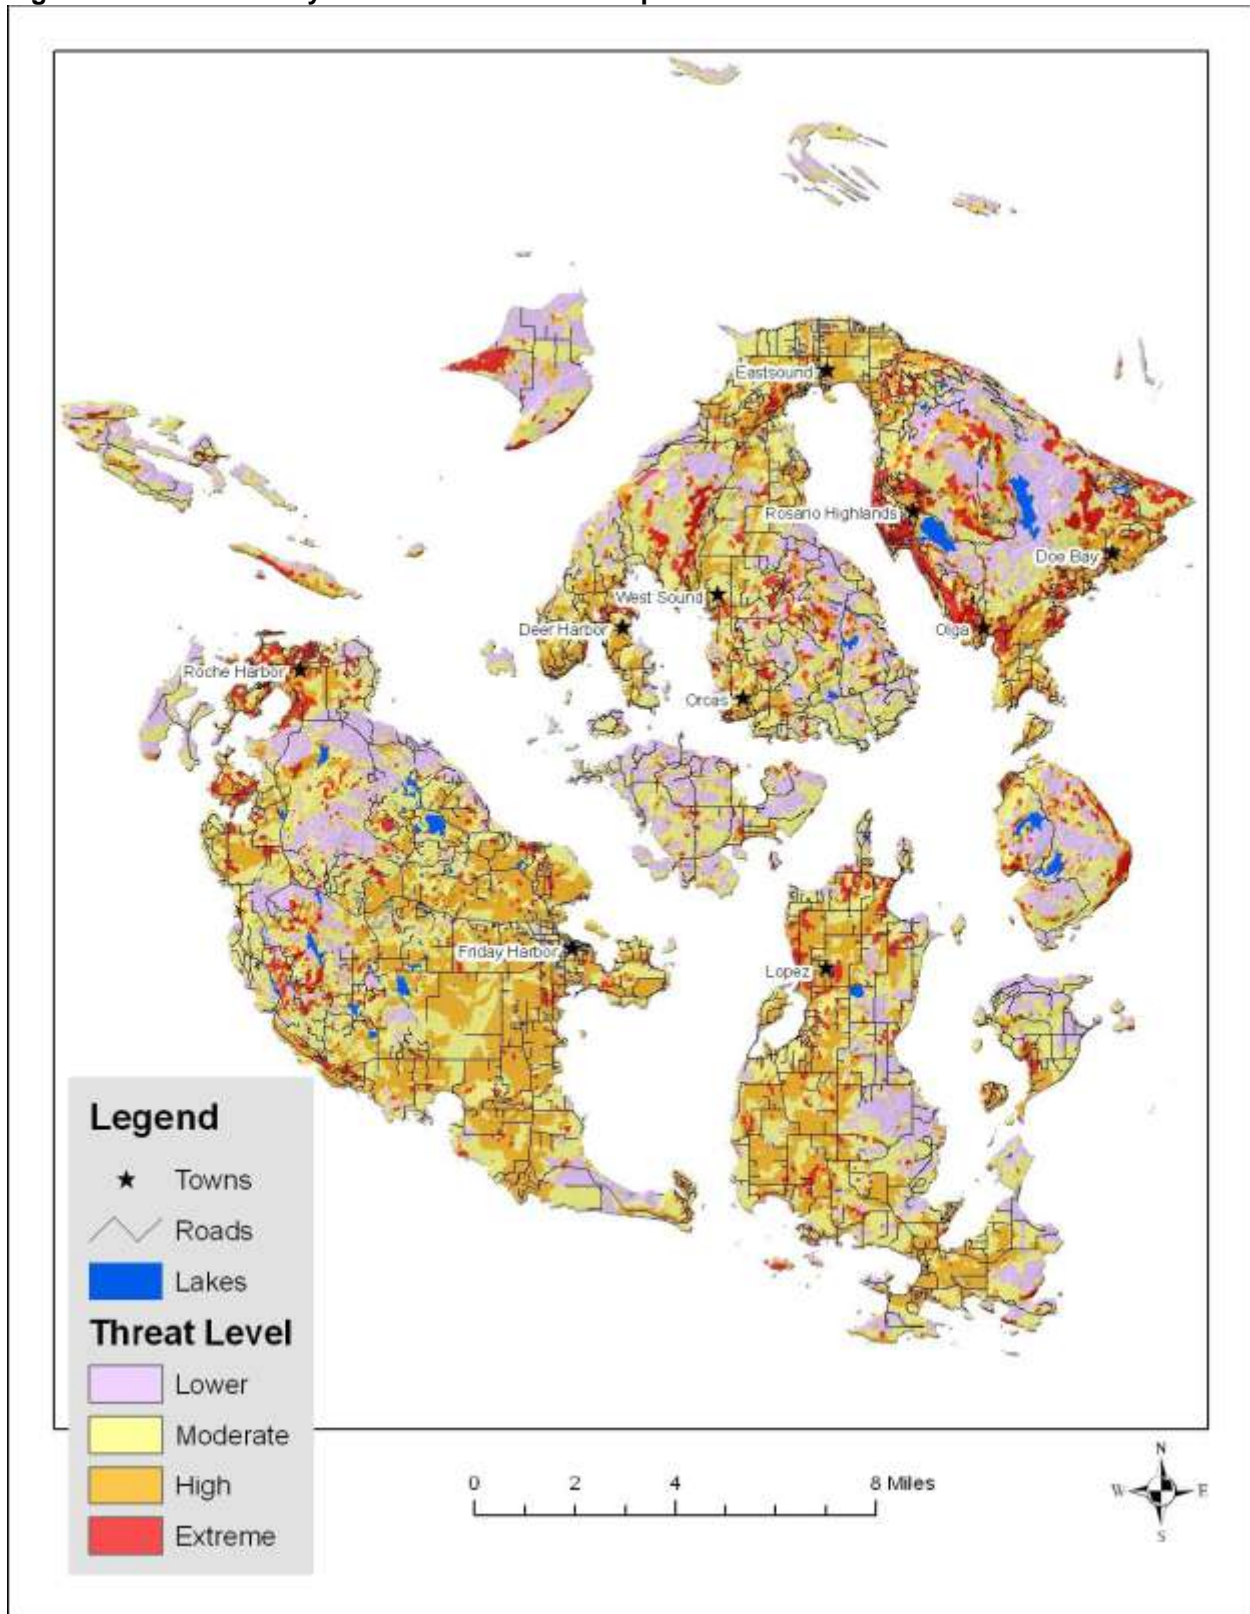 Eastsound
Rosario Highlands
Doe Bay
West Sound
Deer Harbor
Olga
Roche Harbor
Orcas
Friday Harbor
Lopez
Legend
Towns
Roads
Lakes
Threat Level
Lower
Moderate
High
Extreme
0 2 4 8 Miles
N
W E
S